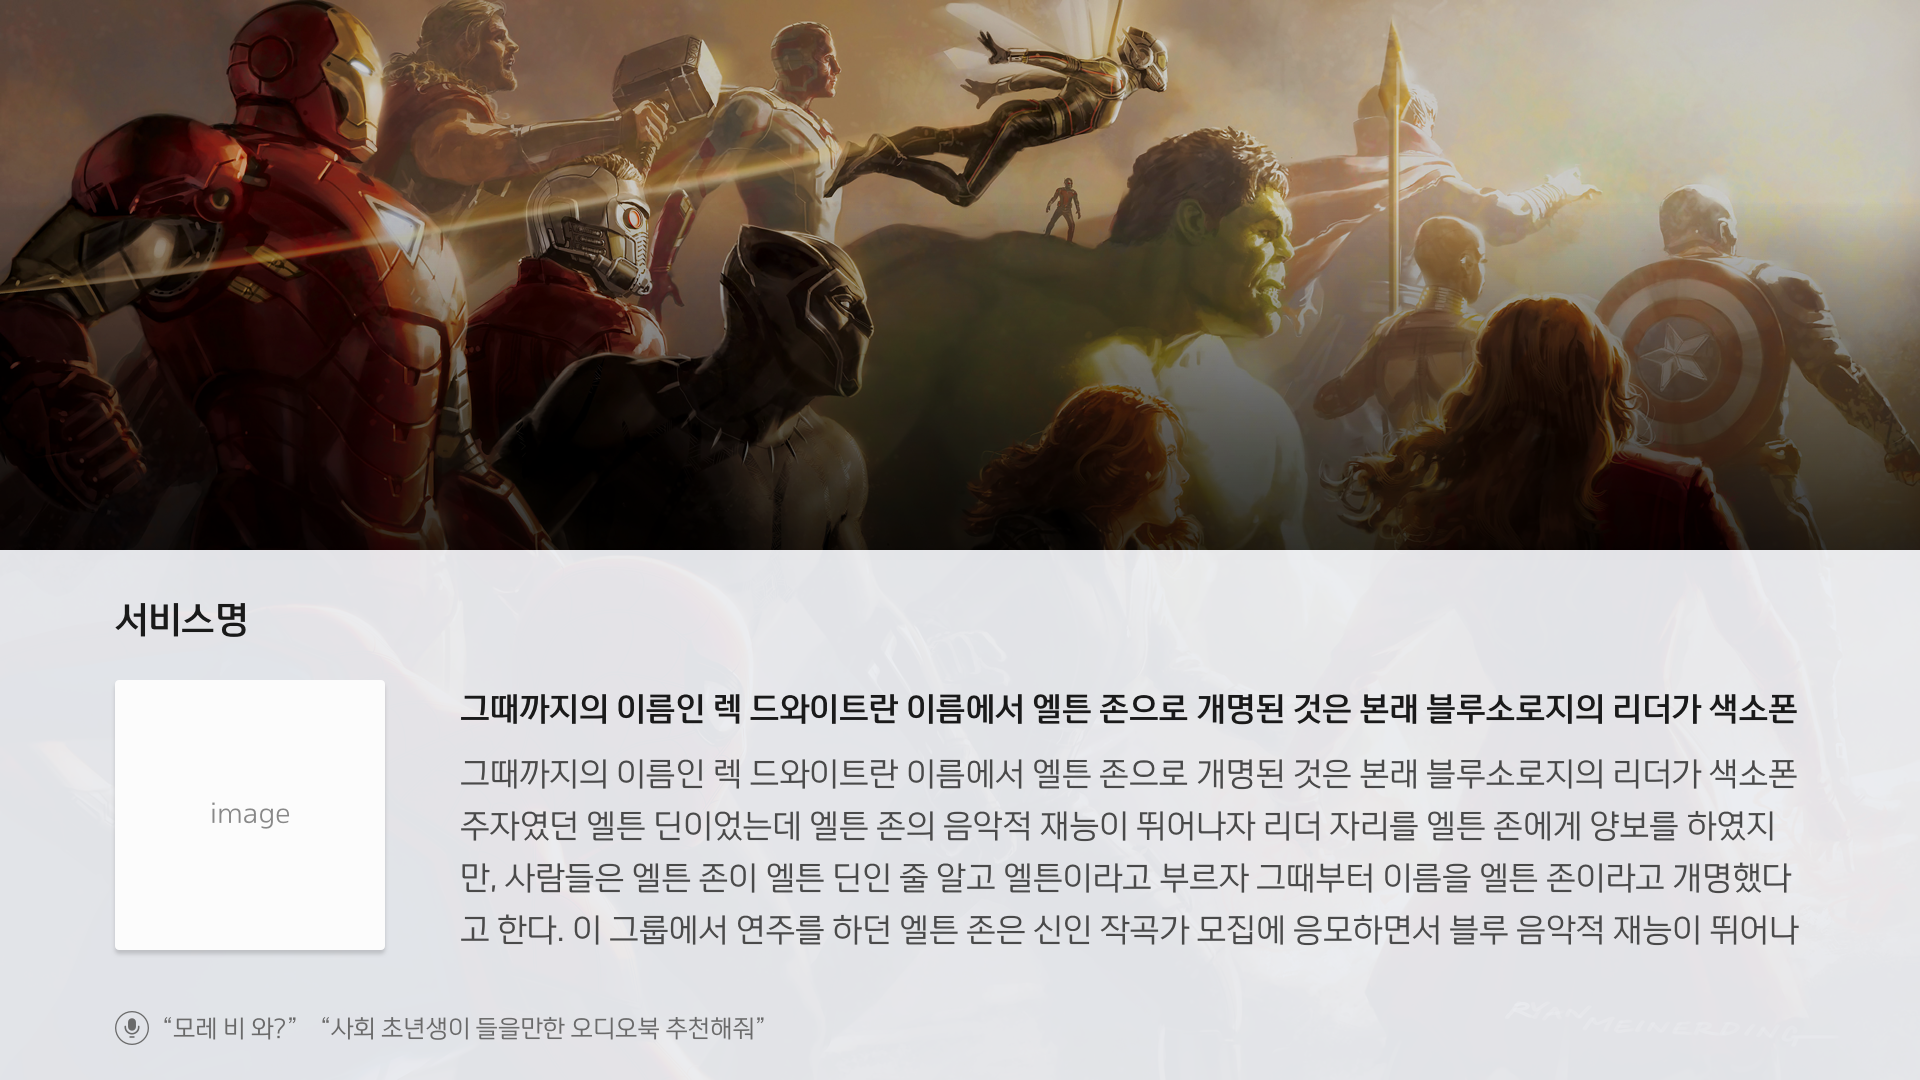 서비스명
image
그때까지의 이름인 렉 드와이트란 이름에서 엘튼 존으로 개명된 것은 본래 블루소로지의 리더가 색소폰
그때까지의 이름인 렉 드와이트란 이름에서 엘튼 존으로 개명된 것은 본래 블루소로지의 리더가 색소폰
주자였던 엘튼 딘이었는데 엘튼 존의 음악적 재능이 뛰어나자 리더 자리를 엘튼 존에게 양보를 하였지
만, 사람들은 엘튼 존이 엘튼 딘인 줄 알고 엘튼이라고 부르자 그때부터 이름을 엘튼 존이라고 개명했다
고 한다. 이 그룹에서 연주를 하던 엘튼 존은 신인 작곡가 모집에 응모하면서 블루 음악적 재능이 뛰어나
“모레 비 와?” “사회 초년생이 들을만한 오디오북 추천해줘”
RYAN MEINERDING